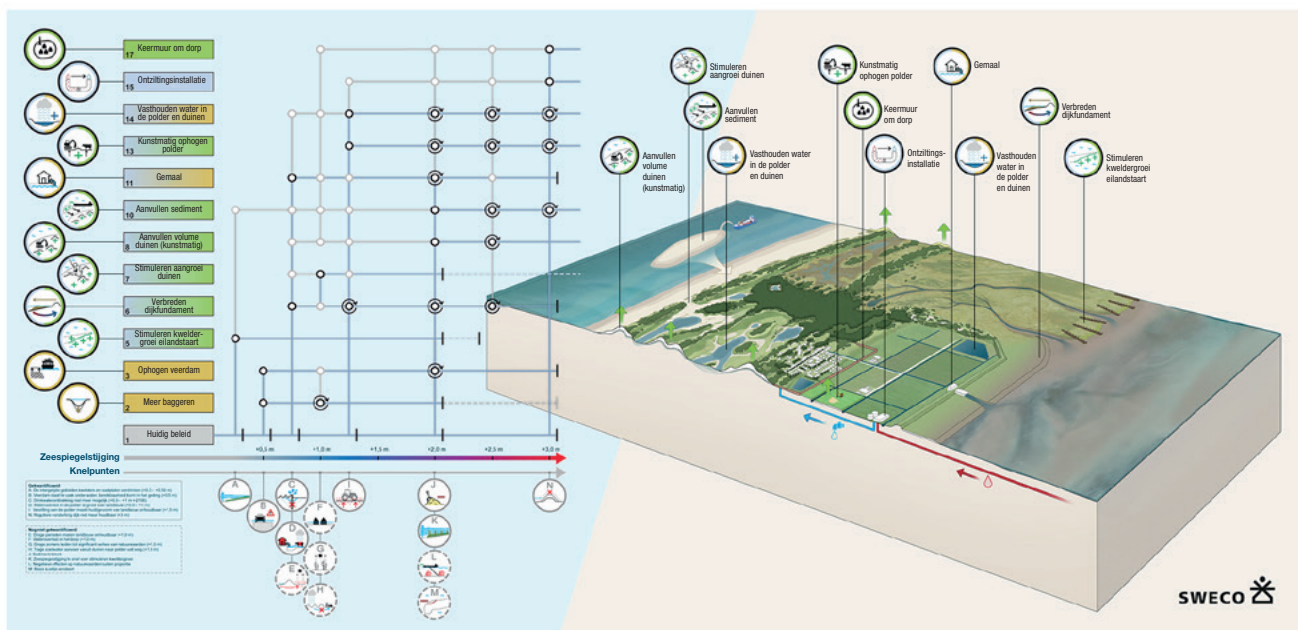 17 Keermuur om dorp
15 Ontziltingsinstallatie
14 Vasthouden water in
de polder en duinen
13 Kunstmatig ophogen
polder
11 Gemaal
10 Aanvullen sediment
8 Aanvullen volume
duinen (kunstmatig)
7 Stimuleren aangroei
duinen
6 Verbreden
dijkfundament
5 Stimuleren kwelder-
groei eilandstaart
3 Ophogen veerdam
2 Meer baggeren
1 Huidig beleid
+0,5 m
+1,0 m
+1,5 m
+2,0 m
+2,5 m
+3,0 m
Zeespiegelstijging
Knelpunten
A
B
C
D
E
F
G
H
I
J
K
L
M
N
Aanvullen
volume
duinen
(kunstmatig)
Stimuleren
aangroei duinen
Aanvullen
sediment
Vasthouden water
in de polder
en duinen
Kunstmatig
ophogen polder
Keermuur
om dorp
Ontziltings-
installatie
Gemaal
Vasthouden
water in
de polder
en duinen
Verbreden
dijkfundament
Stimuleren
kweldergroei
eilandstaart
SWECO